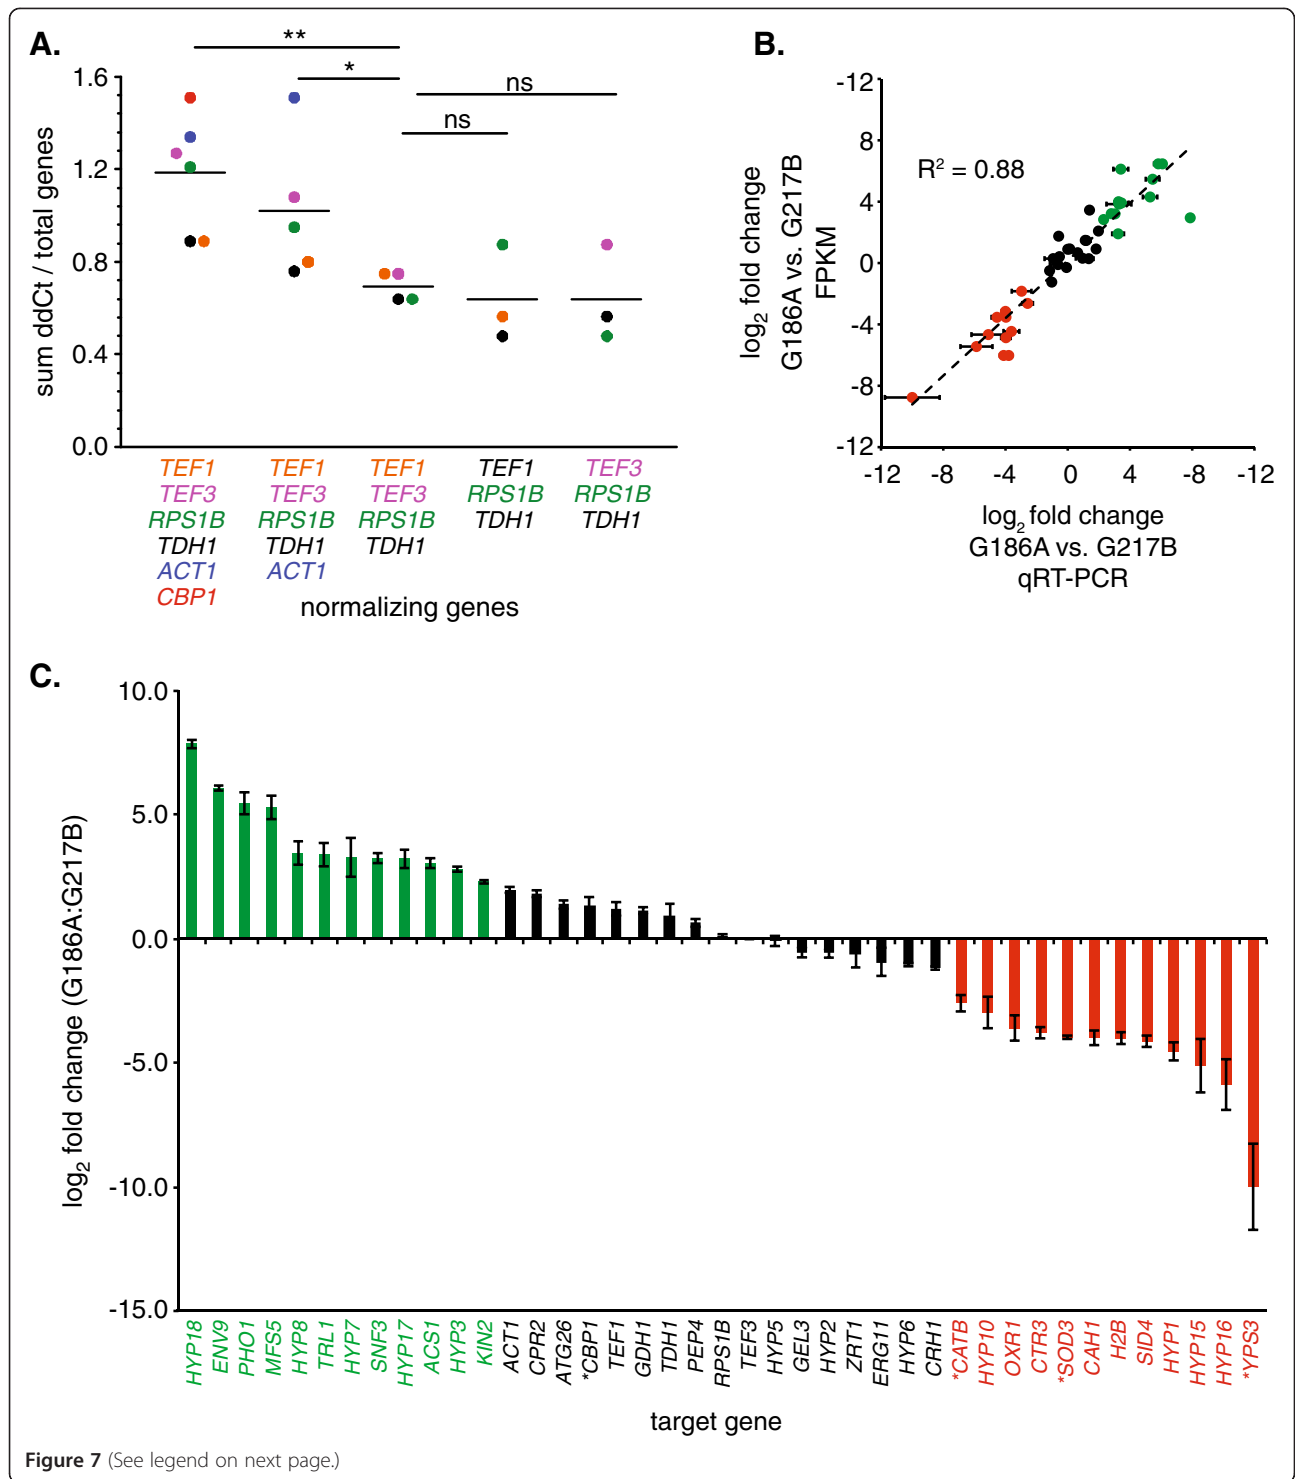 A.
**
*
ns
ns
1.6
1.2
0.8
0.4
0.0
sum ddCt / total genes
TEF1 TEF1 TEF1 TEF1 TEF3
TEF3 TEF3 TEF3 RPS1B RPS1B
RPS1B RPS1B RPS1B TDH1 TDH1
TDH1 TDH1 TDH1
ACT1 ACT1
CBP1
normalizing genes
B.
-12
8
4
0
-4
-8
-12
R² = 0.88
log₂ fold change
G186A vs. G217B
FPKM
-12 -8 -4 0 4 -12
log₂ fold change
G186A vs. G217B
qRT-PCR
C.
10.0
5.0
0.0
-5.0
-10.0
-15.0
log₂ fold change (G186A:G217B)
HYP18
ENV9
PHO1
MFS5
HYP8
TRL1
HYP7
SNF3
HYP17
ACS1
HYP3
KIN2
ACT1
CPR2
ATG26
*CBP1
TEF1
GDH1
TDH1
PEP4
RPS1B
TEF3
HYP5
GEL3
HYP2
ZRT1
ERG11
HYP6
CRH1
*CATB
HYP10
OXR1
CTR3
*SOD3
CAH1
H2B
SID4
HYP1
HYP15
HYP16
*YPS3
target gene
Figure 7 (See legend on next page.)